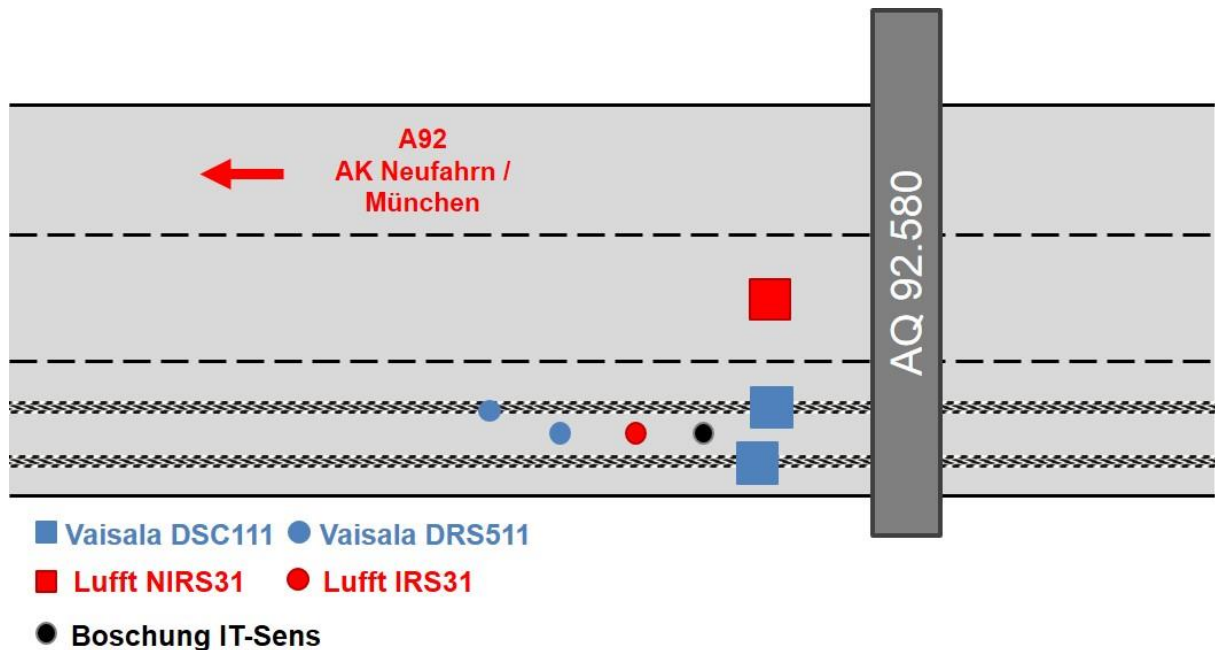 A92
AK Neufahrn /
München
AQ 92.580
Vaisala DSC111 Vaisala DRS511
Lufft NIRS31 Lufft IRS31
Boschung IT-Sens